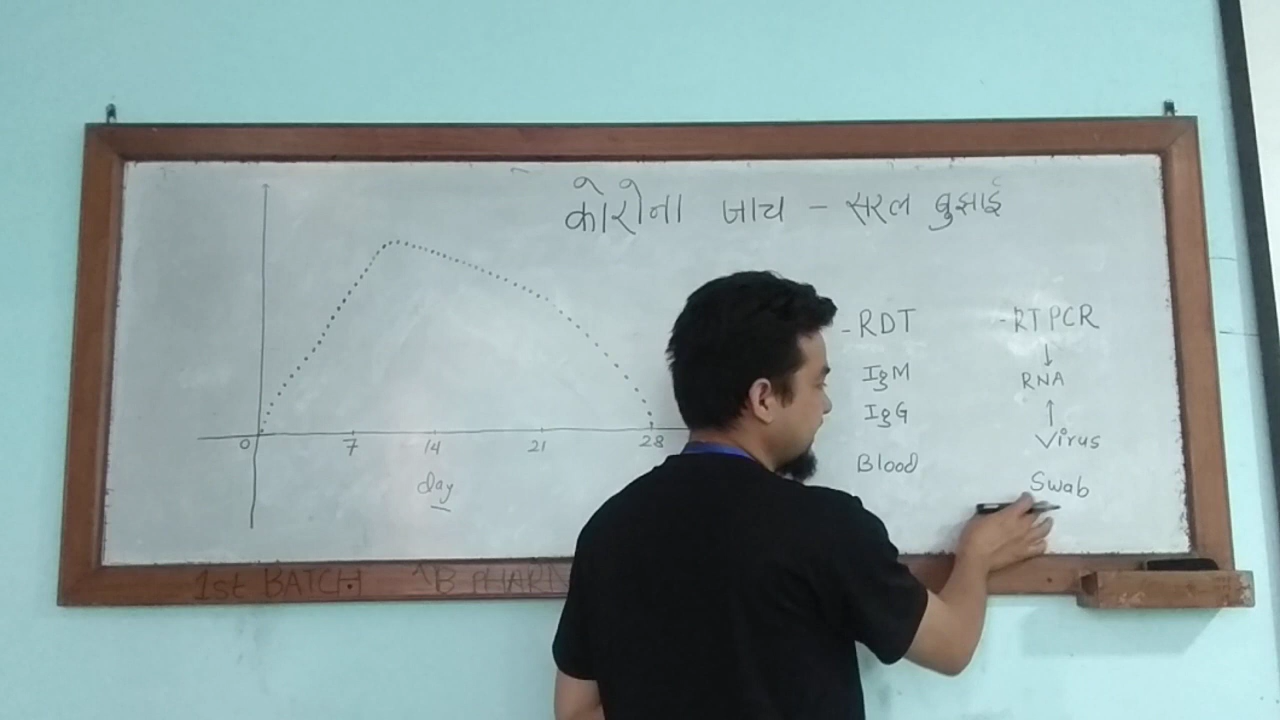 कोरोना जाच - सरल बुझाई
-RDT
IgM
IgG
Blood
-RTPCR
↓
RNA
↑
Virus
Swab
0 7 14 21 28
day
1st BATCH B PHARM